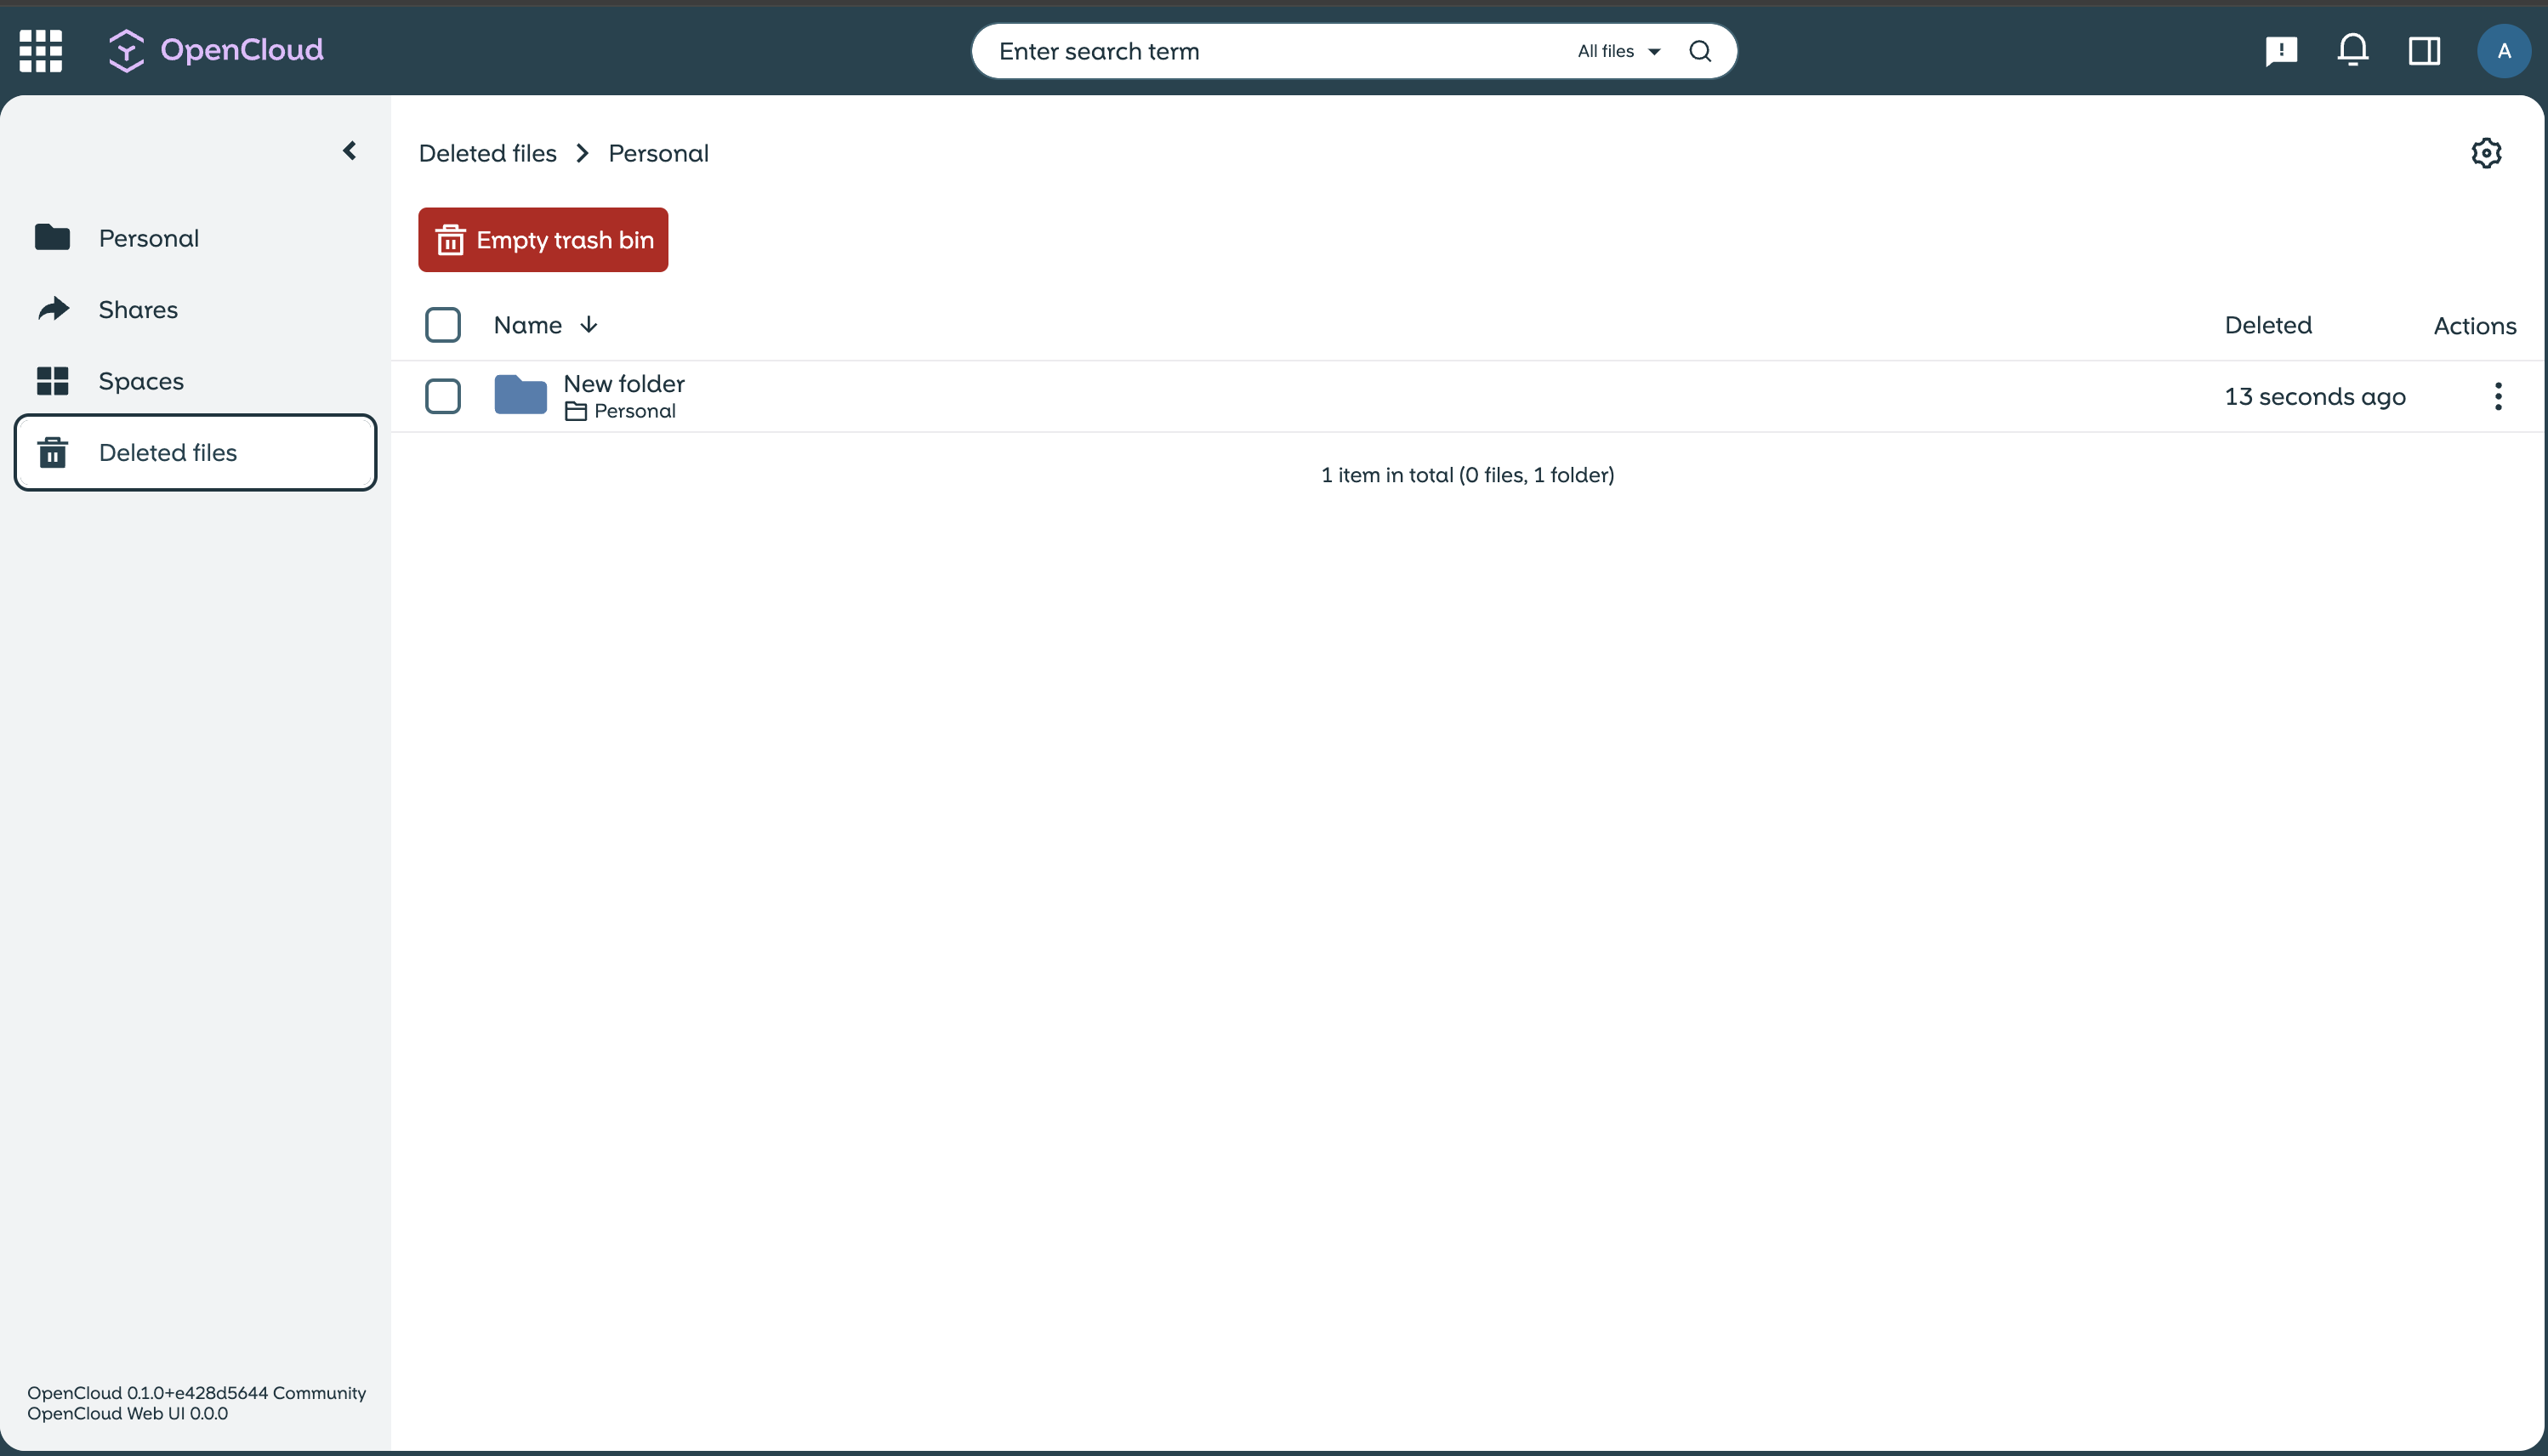 OpenCloud
Enter search term
All files
A
Deleted files
Personal
Personal
Shares
Spaces
Deleted files
Empty trash bin
Name
Deleted
Actions
New folder
Personal
13 seconds ago
1 item in total (0 files, 1 folder)
OpenCloud 0.1.0+e428d5644 Community
OpenCloud Web UI 0.0.0